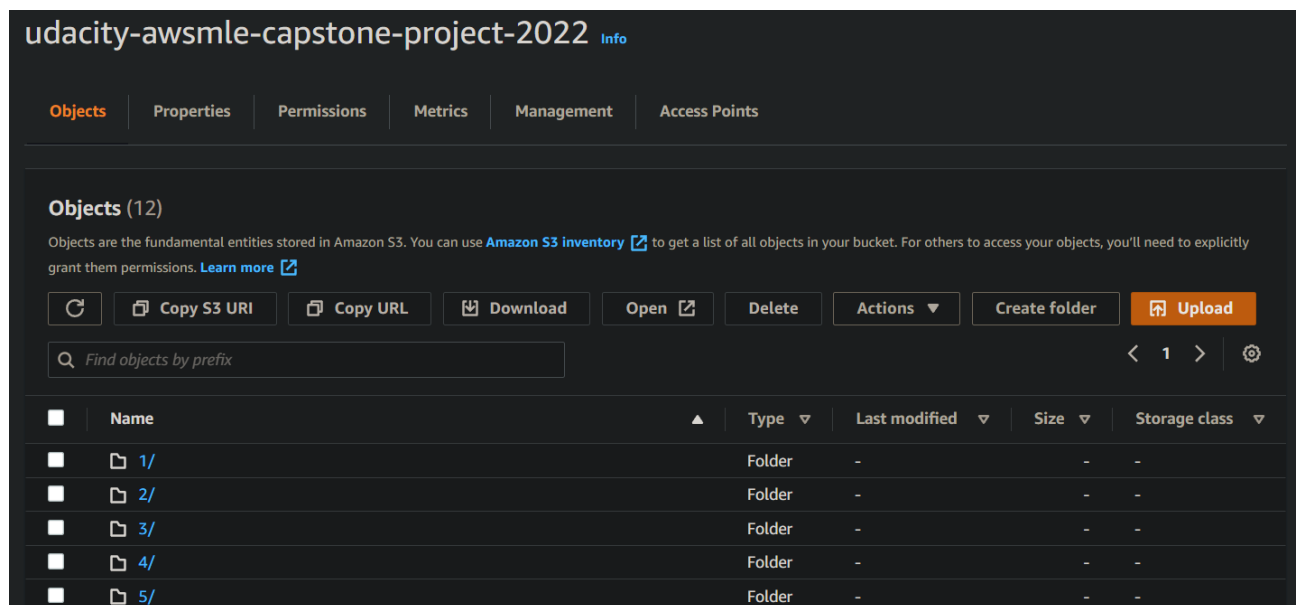 udacity-awsmle-capstone-project-2022 Info
Objects Properties Permissions Metrics Management Access Points
Objects (12)
Objects are the fundamental entities stored in Amazon S3. You can use Amazon S3 inventory to get a list of all objects in your bucket. For others to access your objects, you'll need to explicitly
grant them permissions. Learn more
Copy S3 URI Copy URL Download Open Delete Actions Create folder Upload
Find objects by prefix 1
Name Type Last modified Size Storage class
1/ Folder - - -
2/ Folder - - -
3/ Folder - - -
4/ Folder - - -
5/ Folder - - -